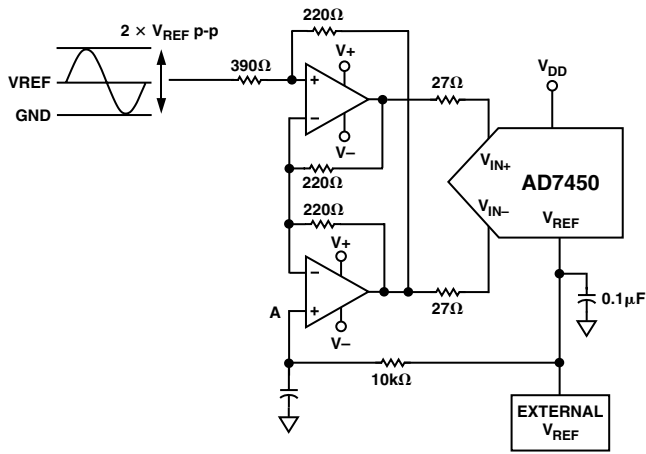 2 × VREF p-p
VREF
GND
390Ω
220Ω
V+
+
−
V−
220Ω
220Ω
V+
−
+
V−
A
27Ω
27Ω
VDD
VIN+
VIN−
AD7450
VREF
0.1μF
10kΩ
EXTERNAL
VREF